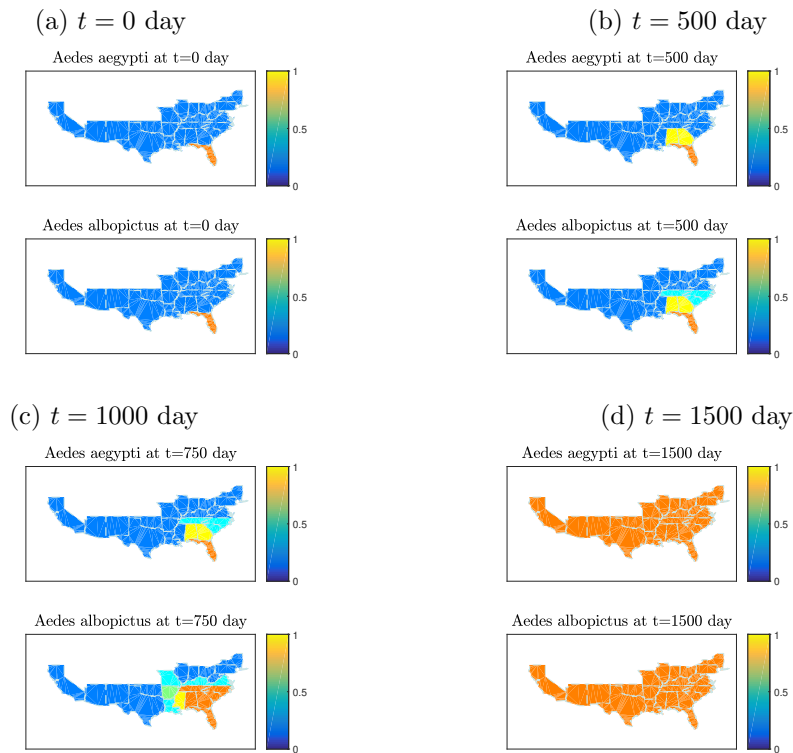 (a) t = 0 day
Aedes aegypti at t=0 day
1
0.5
0
Aedes albopictus at t=0 day
1
0.5
0
(b) t = 500 day
Aedes aegypti at t=500 day
1
0.5
0
Aedes albopictus at t=500 day
1
0.5
0
(c) t = 1000 day
Aedes aegypti at t=750 day
1
0.5
0
Aedes albopictus at t=750 day
1
0.5
0
(d) t = 1500 day
Aedes aegypti at t=1500 day
1
0.5
0
Aedes albopictus at t=1500 day
1
0.5
0